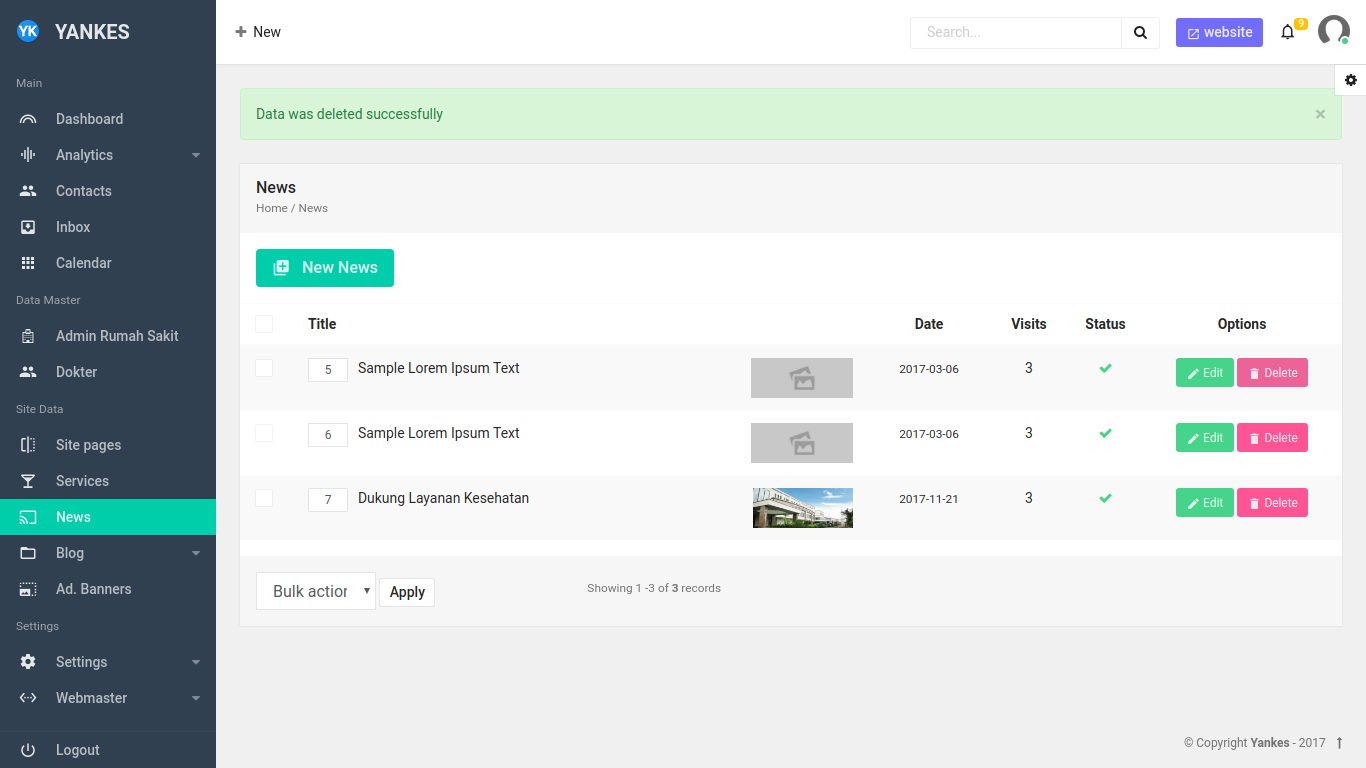 YK YANKES
New
Search...
website
9
Main
Dashboard
Analytics
Contacts
Inbox
Calendar
Data Master
Admin Rumah Sakit
Dokter
Site Data
Site pages
Services
News
Blog
Ad. Banners
Settings
Settings
Webmaster
Logout
Data was deleted successfully ×
News
Home / News
New News
Title Date Visits Status Options
5 Sample Lorem Ipsum Text 2017-03-06 3 Edit Delete
6 Sample Lorem Ipsum Text 2017-03-06 3 Edit Delete
7 Dukung Layanan Kesehatan 2017-11-21 3 Edit Delete
Bulk action Apply Showing 1 -3 of 3 records
© Copyright Yankes - 2017